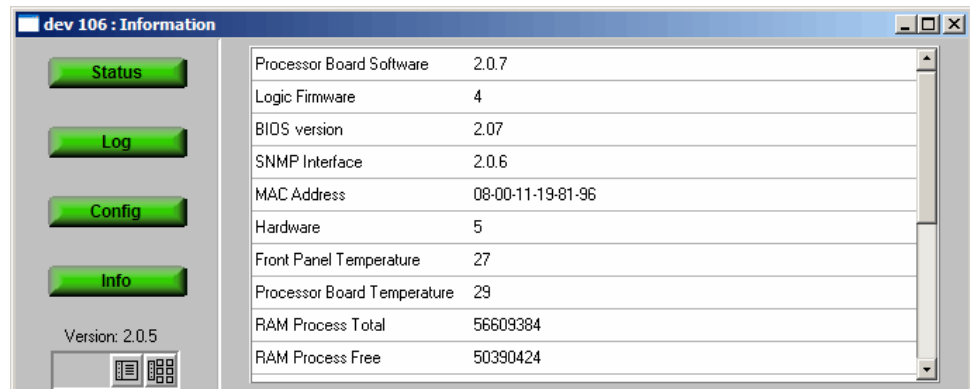 dev 106 : Information
Status
Log
Config
Info
Version: 2.0.5
Processor Board Software 2.0.7
Logic Firmware 4
BIOS version 2.07
SNMP Interface 2.0.6
MAC Address 08-00-11-19-81-96
Hardware 5
Front Panel Temperature 27
Processor Board Temperature 29
RAM Process Total 56609384
RAM Process Free 50390424